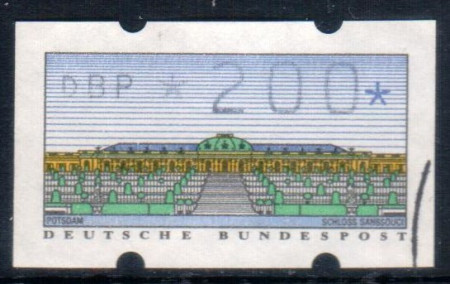 DBP * 200*
POTSDAM SCHLOSS SANSSOUCI
DEUTSCHE BUNDESPOST